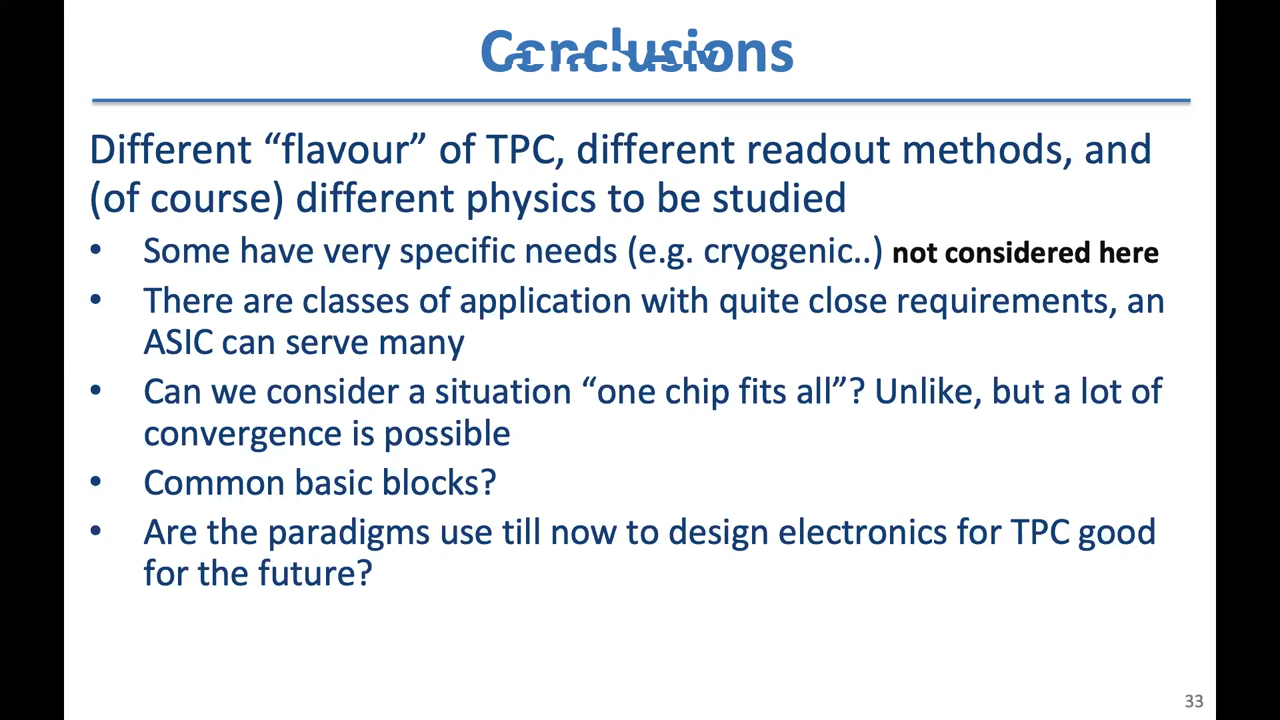 Conclusions
Different “flavour” of TPC, different readout methods, and
(of course) different physics to be studied
• Some have very specific needs (e.g. cryogenic..) not considered here
• There are classes of application with quite close requirements, an
ASIC can serve many
• Can we consider a situation “one chip fits all”? Unlike, but a lot of
convergence is possible
• Common basic blocks?
• Are the paradigms use till now to design electronics for TPC good
for the future?
33